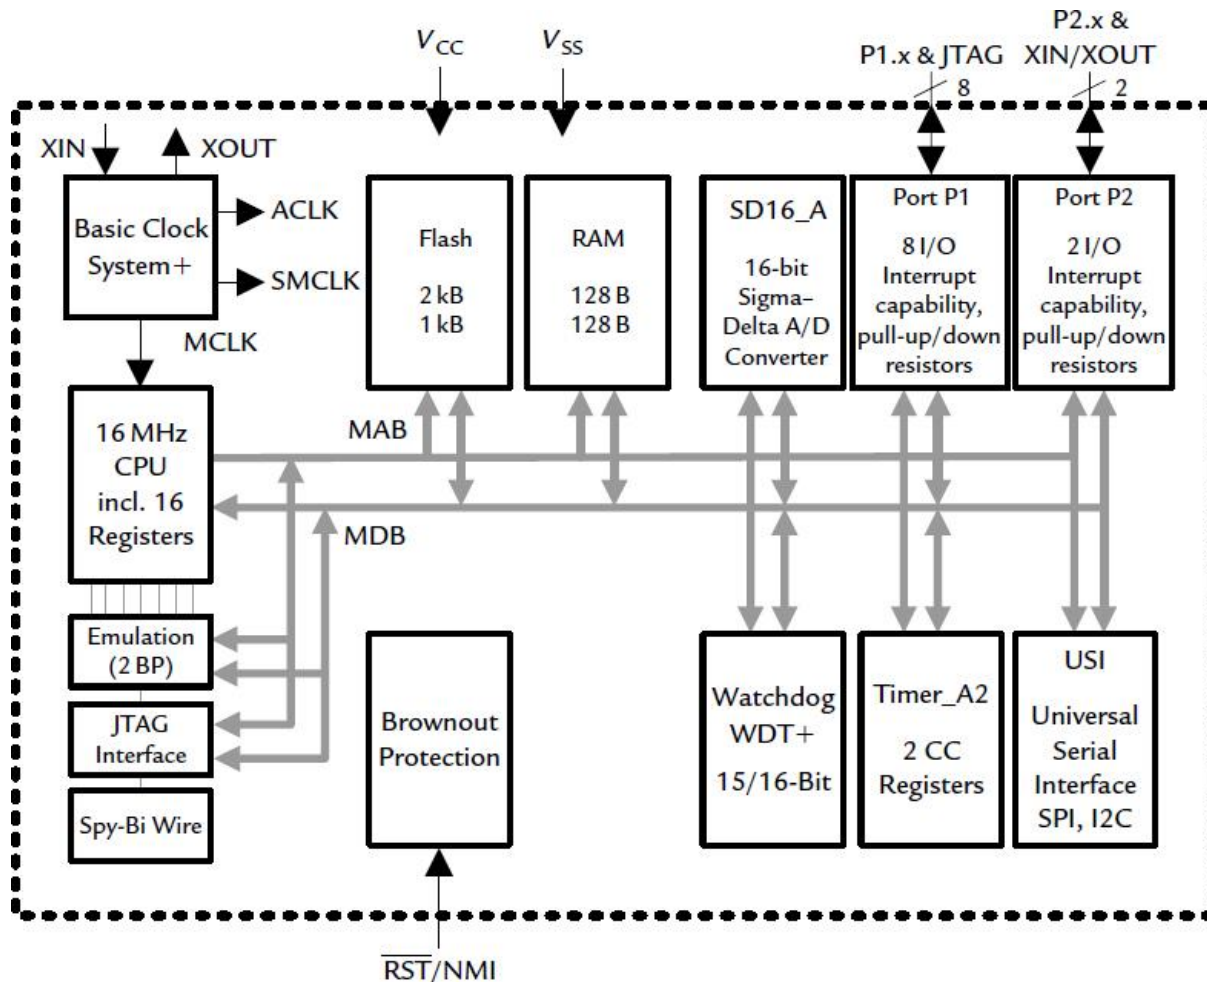 V_CC
V_SS
P1.x & JTAG
8
P2.x &
XIN/XOUT
2
XIN
XOUT
Basic Clock
System+
ACLK
SMCLK
MCLK
Flash
2 kB
1 kB
RAM
128 B
128 B
SD16_A
16-bit
Sigma–
Delta A/D
Converter
Port P1
8 I/O
Interrupt
capability,
pull-up/down
resistors
Port P2
2 I/O
Interrupt
capability,
pull-up/down
resistors
16 MHz
CPU
incl. 16
Registers
MAB
MDB
Emulation
(2 BP)
JTAG
Interface
Spy-Bi Wire
Brownout
Protection
Watchdog
WDT+
15/16-Bit
Timer_A2
2 CC
Registers
USI
Universal
Serial
Interface
SPI, I2C
R̅S̅T̅/NMI